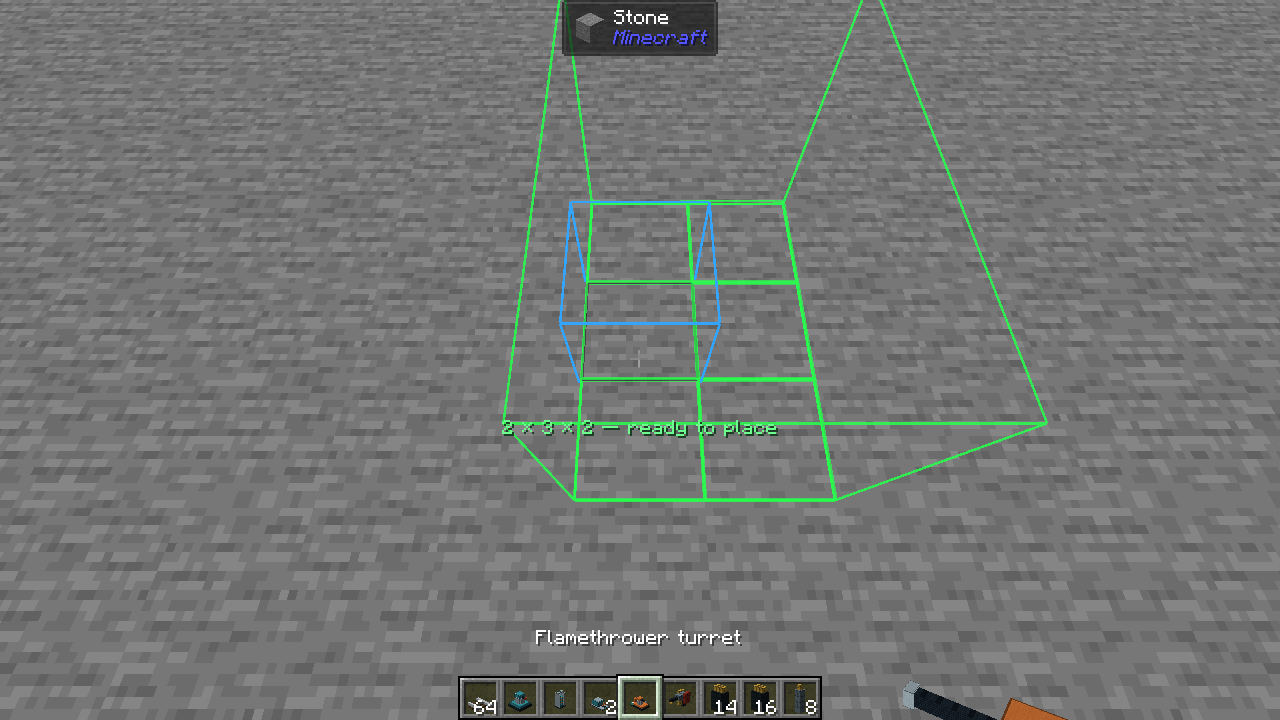 Stone
Minecraft
2 × 3 × 2 — ready to place
Flamethrower turret
64
2
14
16
8